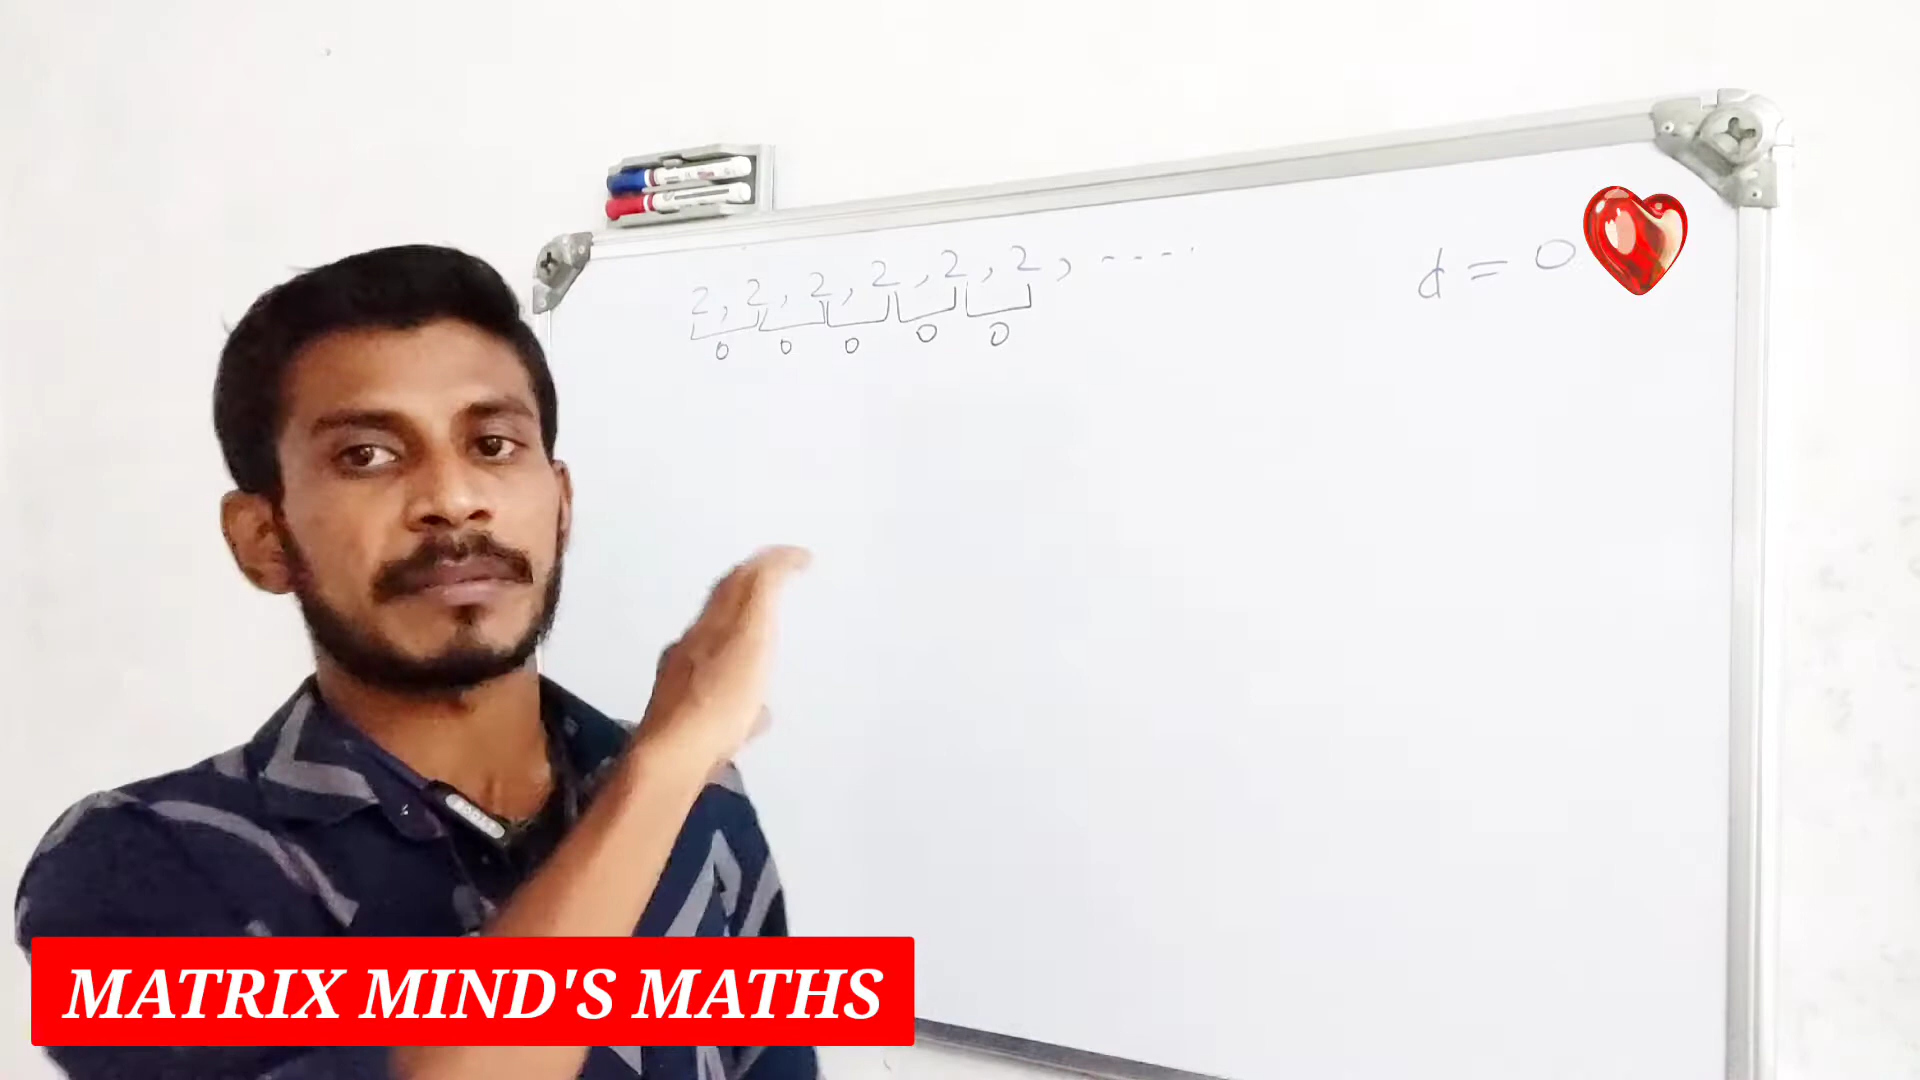 2, 2, 2, 2, 2, 2, ....
d = 0
0 0 0 0 0
MATRIX MIND'S MATHS